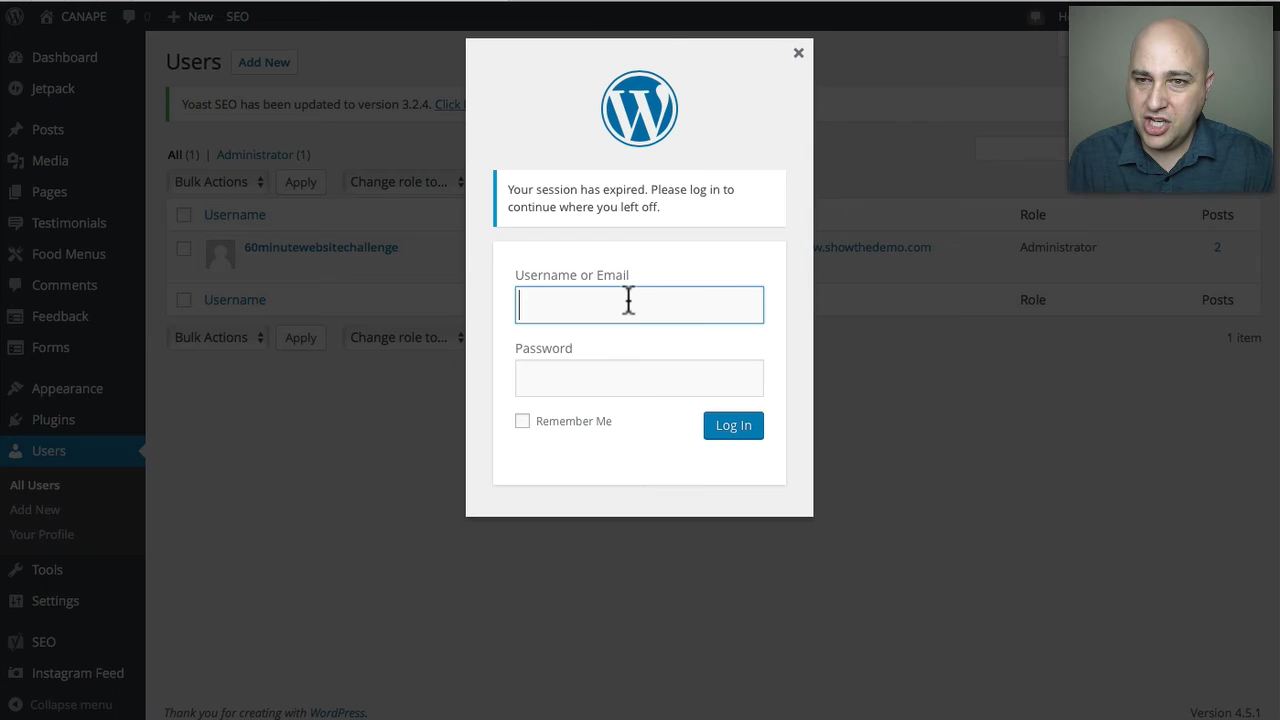 CANAPE
0
New
SEO
Dashboard
Jetpack
Posts
Media
Pages
Testimonials
Food Menus
Comments
Feedback
Forms
Appearance
Plugins
Users
All Users
Add New
Your Profile
Tools
Settings
SEO
Instagram Feed
Collapse menu
Users
Add New
Yoast SEO has been updated to version 3.2.4. Click
All (1) | Administrator (1)
Bulk Actions
Apply
Change role to...
Username
Role
Posts
60minutewebsitechallenge
w.showthedemo.com
Administrator
2
Username
Role
Posts
Bulk Actions
Apply
Change role to...
1 item
Your session has expired. Please log in to
continue where you left off.
Username or Email
Password
Remember Me
Log In
Thank you for creating with WordPress.
Version 4.5.1